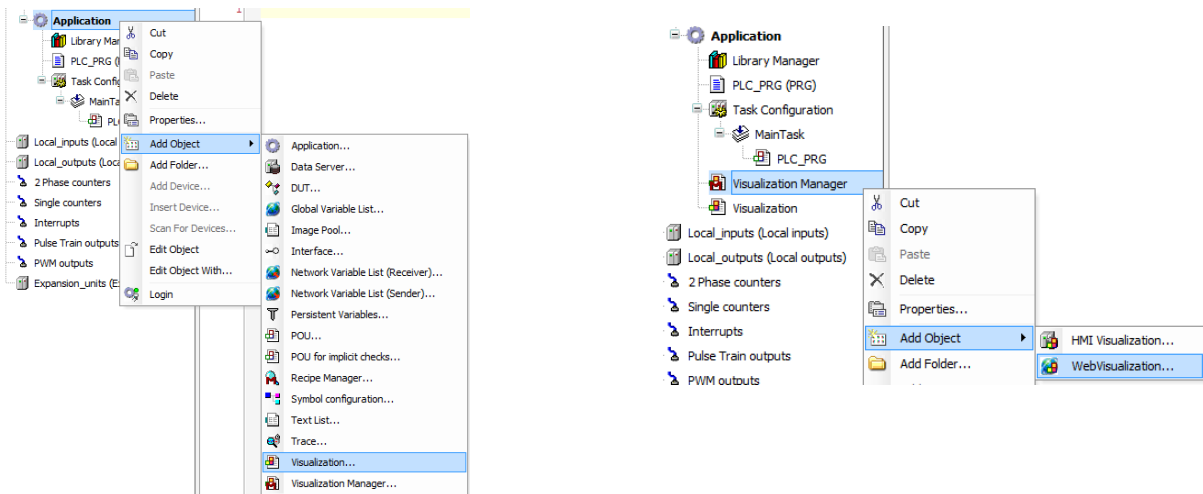 1
Application
Library Mar
PLC_PRG (
Task Config
MainTa
PL
Local_inputs (Local
Local_outputs (Loca
2 Phase counters
Single counters
Interrupts
Pulse Train outputs
PWM outputs
Expansion_units (E
Cut
Copy
Paste
Delete
Properties...
Add Object
Add Folder...
Add Device...
Insert Device...
Scan For Devices...
Edit Object
Edit Object With...
Login
Application...
Data Server...
DUT...
Global Variable List...
Image Pool...
Interface...
Network Variable List (Receiver)...
Network Variable List (Sender)...
Persistent Variables...
POU...
POU for implicit checks...
Recipe Manager...
Symbol configuration...
Text List...
Trace...
Visualization...
Visualization Manager...
Application
Library Manager
PLC_PRG (PRG)
Task Configuration
MainTask
PLC_PRG
Visualization Manager
Visualization
Local_inputs (Local inputs)
Local_outputs (Local outputs)
2 Phase counters
Single counters
Interrupts
Pulse Train outputs
PWM outputs
Cut
Copy
Paste
Delete
Properties...
Add Object
Add Folder...
HMI Visualization...
WebVisualization...